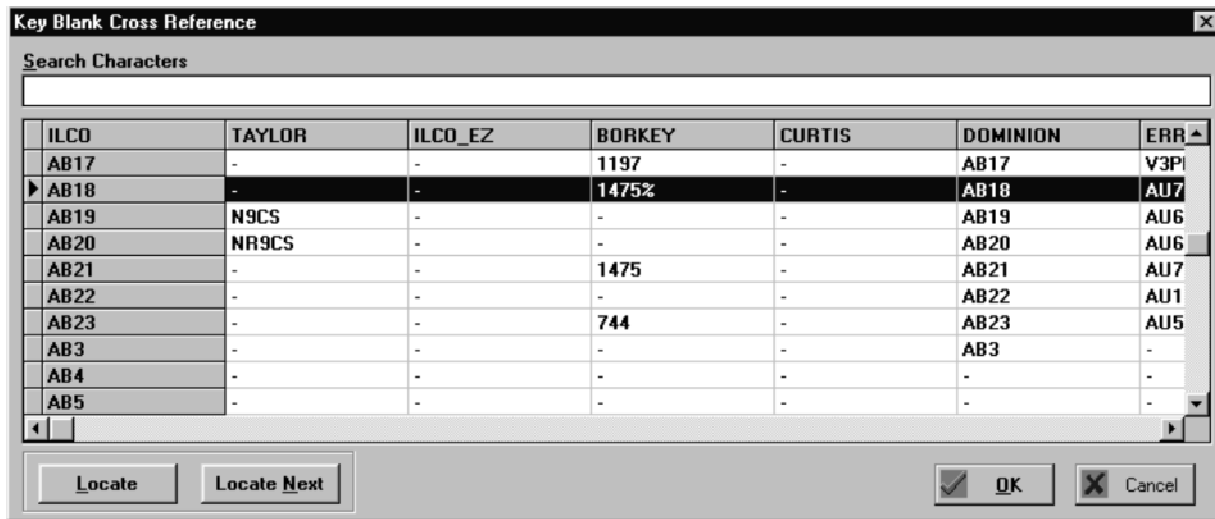 Key Blank Cross Reference
Search Characters
ILCO TAYLOR ILCO_EZ BORKEY CURTIS DOMINION ERR
AB17 - - 1197 - AB17 V3P
AB18 - - 1475% - AB18 AU7
AB19 N9CS - - - AB19 AU6
AB20 NR9CS - - - AB20 AU6
AB21 - - 1475 - AB21 AU7
AB22 - - - - AB22 AU1
AB23 - - 744 - AB23 AU5
AB3 - - - - AB3 -
AB4 - - - - - -
AB5 - - - - - -
Locate Locate Next OK Cancel